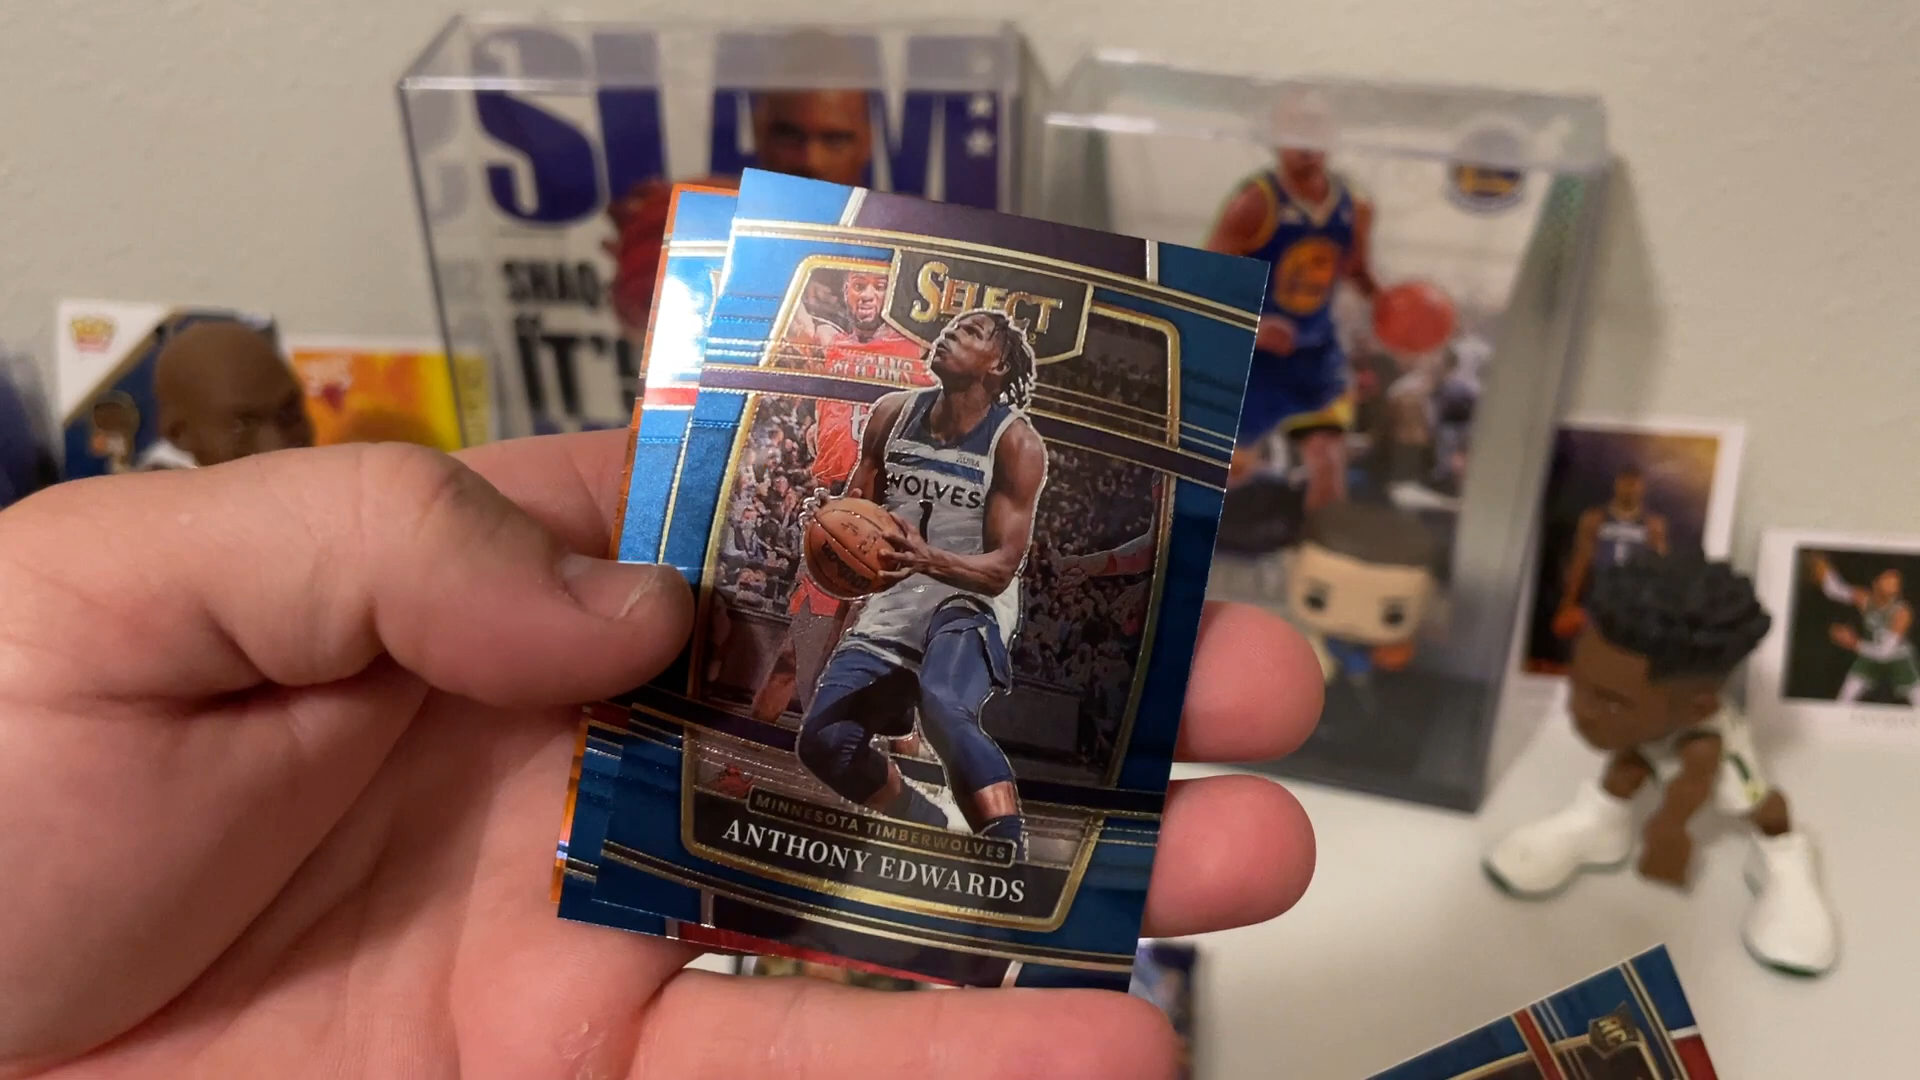 SLAM
SHAQ
IT'S
SELECT
WOLVES
1
MINNESOTA TIMBERWOLVES
ANTHONY EDWARDS
RC